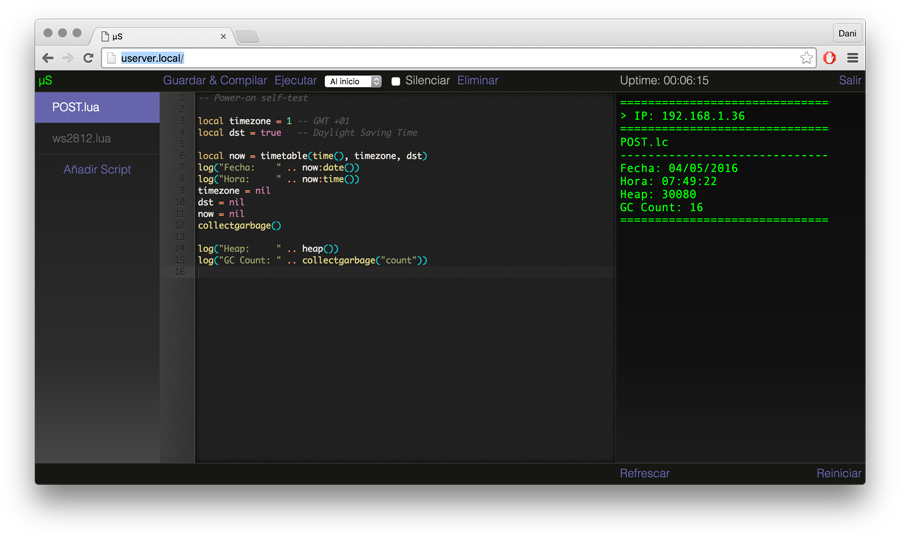 µS
Dani
userver.local/
µS Guardar & Compilar Ejecutar Al inicio Silenciar Eliminar Uptime: 00:06:15 Salir
POST.lua
ws2812.lua
Añadir Script
1 -- Power-on self-test
2
3 local timezone = 1 -- GMT +01
4 local dst = true   -- Daylight Saving Time
5
6 local now = timetable(time(), timezone, dst)
7 log("Fecha:    " .. now:date())
8 log("Hora:     " .. now:time())
9 timezone = nil
10 dst = nil
11 now = nil
12 collectgarbage()
13
14 log("Heap:     " .. heap())
15 log("GC Count: " .. collectgarbage("count"))
16
==============================
> IP: 192.168.1.36
==============================
POST.lc
------------------------------
Fecha: 04/05/2016
Hora: 07:49:22
Heap: 30080
GC Count: 16
==============================
Refrescar Reiniciar